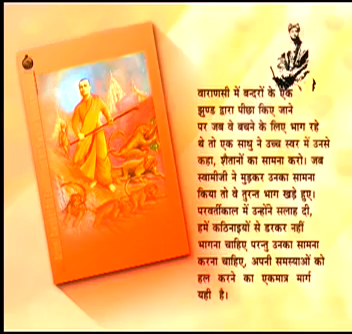 वाराणसी में बन्दरों के एक
झुण्ड द्वारा पीछा किए जाने
पर जब वे बचने के लिए भाग रहे
थे तो एक साधु ने उच्च स्वर में उनसे
कहा, शैतानों का सामना करो। जब
स्वामीजी ने मुड़कर उनका सामना
किया तो वे तुरन्त भाग खड़े हुए।
परवर्तीकाल में उन्होंने सलाह दी,
हमें कठिनाइयों से डरकर नहीं
भागना चाहिए परन्तु उनका सामना
करना चाहिए, अपनी समस्याओं को
हल करने का एकमात्र मार्ग
यही है।